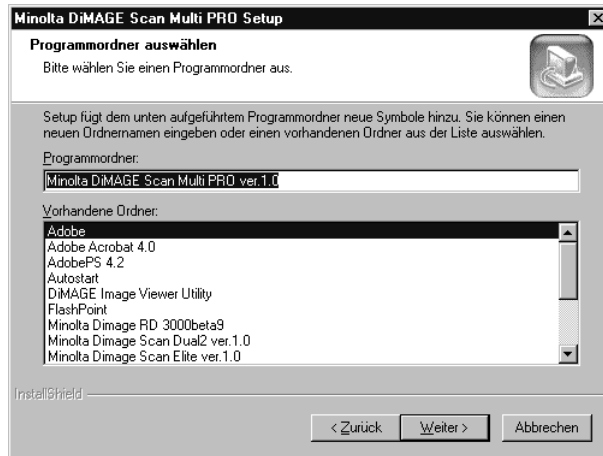 Minolta DiMAGE Scan Multi PRO Setup
Programmordner auswählen
Bitte wählen Sie einen Programmordner aus.
Setup fügt dem unten aufgeführtem Programmordner neue Symbole hinzu. Sie können einen
neuen Ordnernamen eingeben oder einen vorhandenen Ordner aus der Liste auswählen.
Programmordner:
Minolta DiMAGE Scan Multi PRO ver.1.0
Vorhandene Ordner:
Adobe
Adobe Acrobat 4.0
AdobePS 4.2
Autostart
DiMAGE Image Viewer Utility
FlashPoint
Minolta Dimage RD 3000beta9
Minolta Dimage Scan Dual2 ver.1.0
Minolta Dimage Scan Elite ver.1.0
InstallShield
< Zurück Weiter > Abbrechen